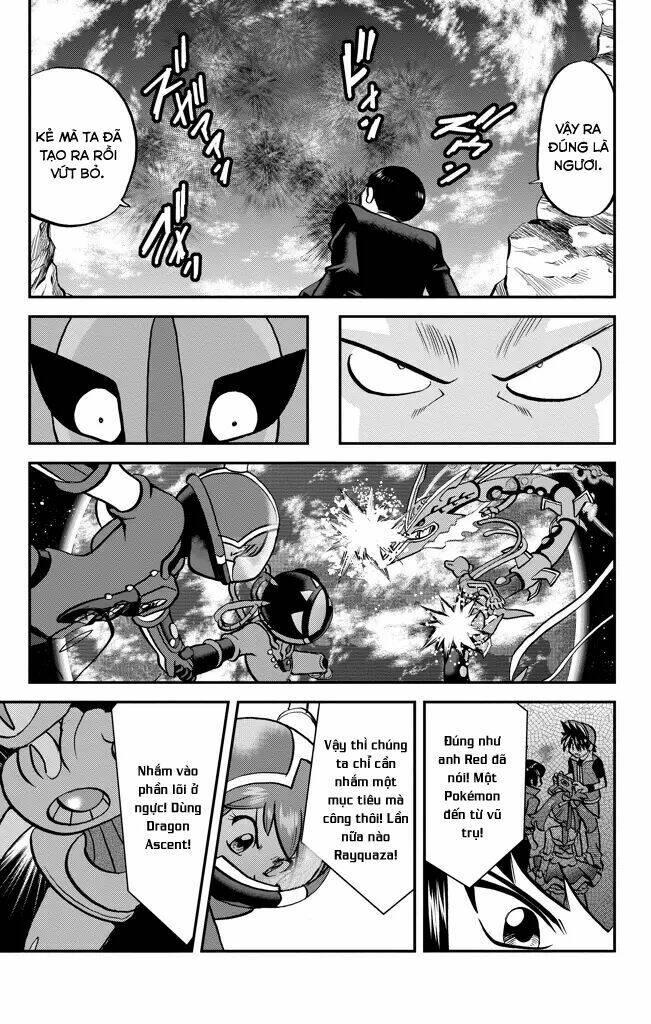 VẬY RA
ĐÚNG LÀ
NGƯƠI.
KẺ MÀ TA ĐÃ
TẠO RA RỒI
VỨT BỎ.
Đúng như
anh Red đã
nói! Một
Pokémon
đến từ vũ
trụ!
Vậy thì chúng
ta chỉ cần
nhắm một
mục tiêu mà
công thôi! Lần
nữa nào
Rayquaza!
Nhắm vào
phần lõi ở
ngực! Dùng
Dragon
Ascent!